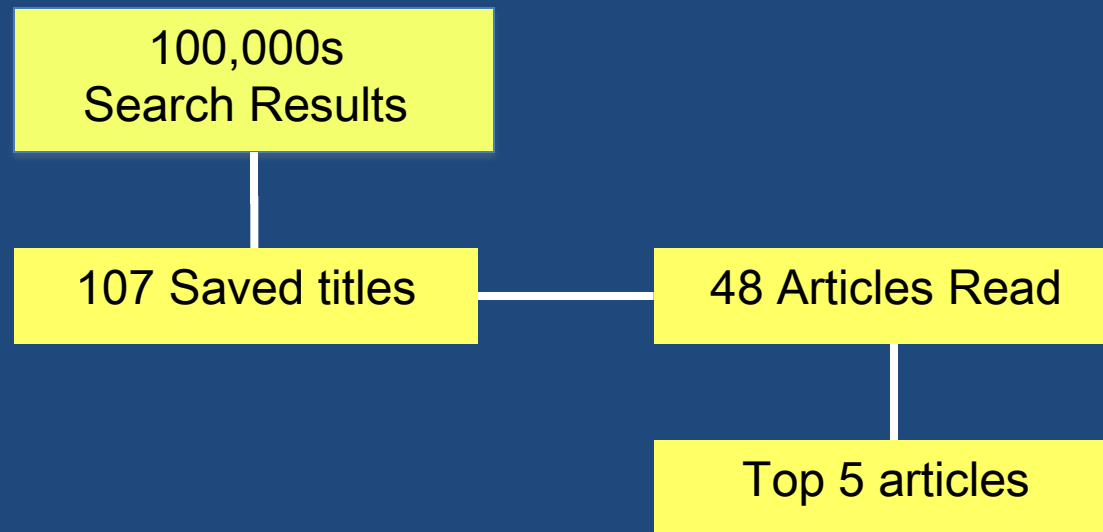 100,000s
Search Results
107 Saved titles
48 Articles Read
Top 5 articles